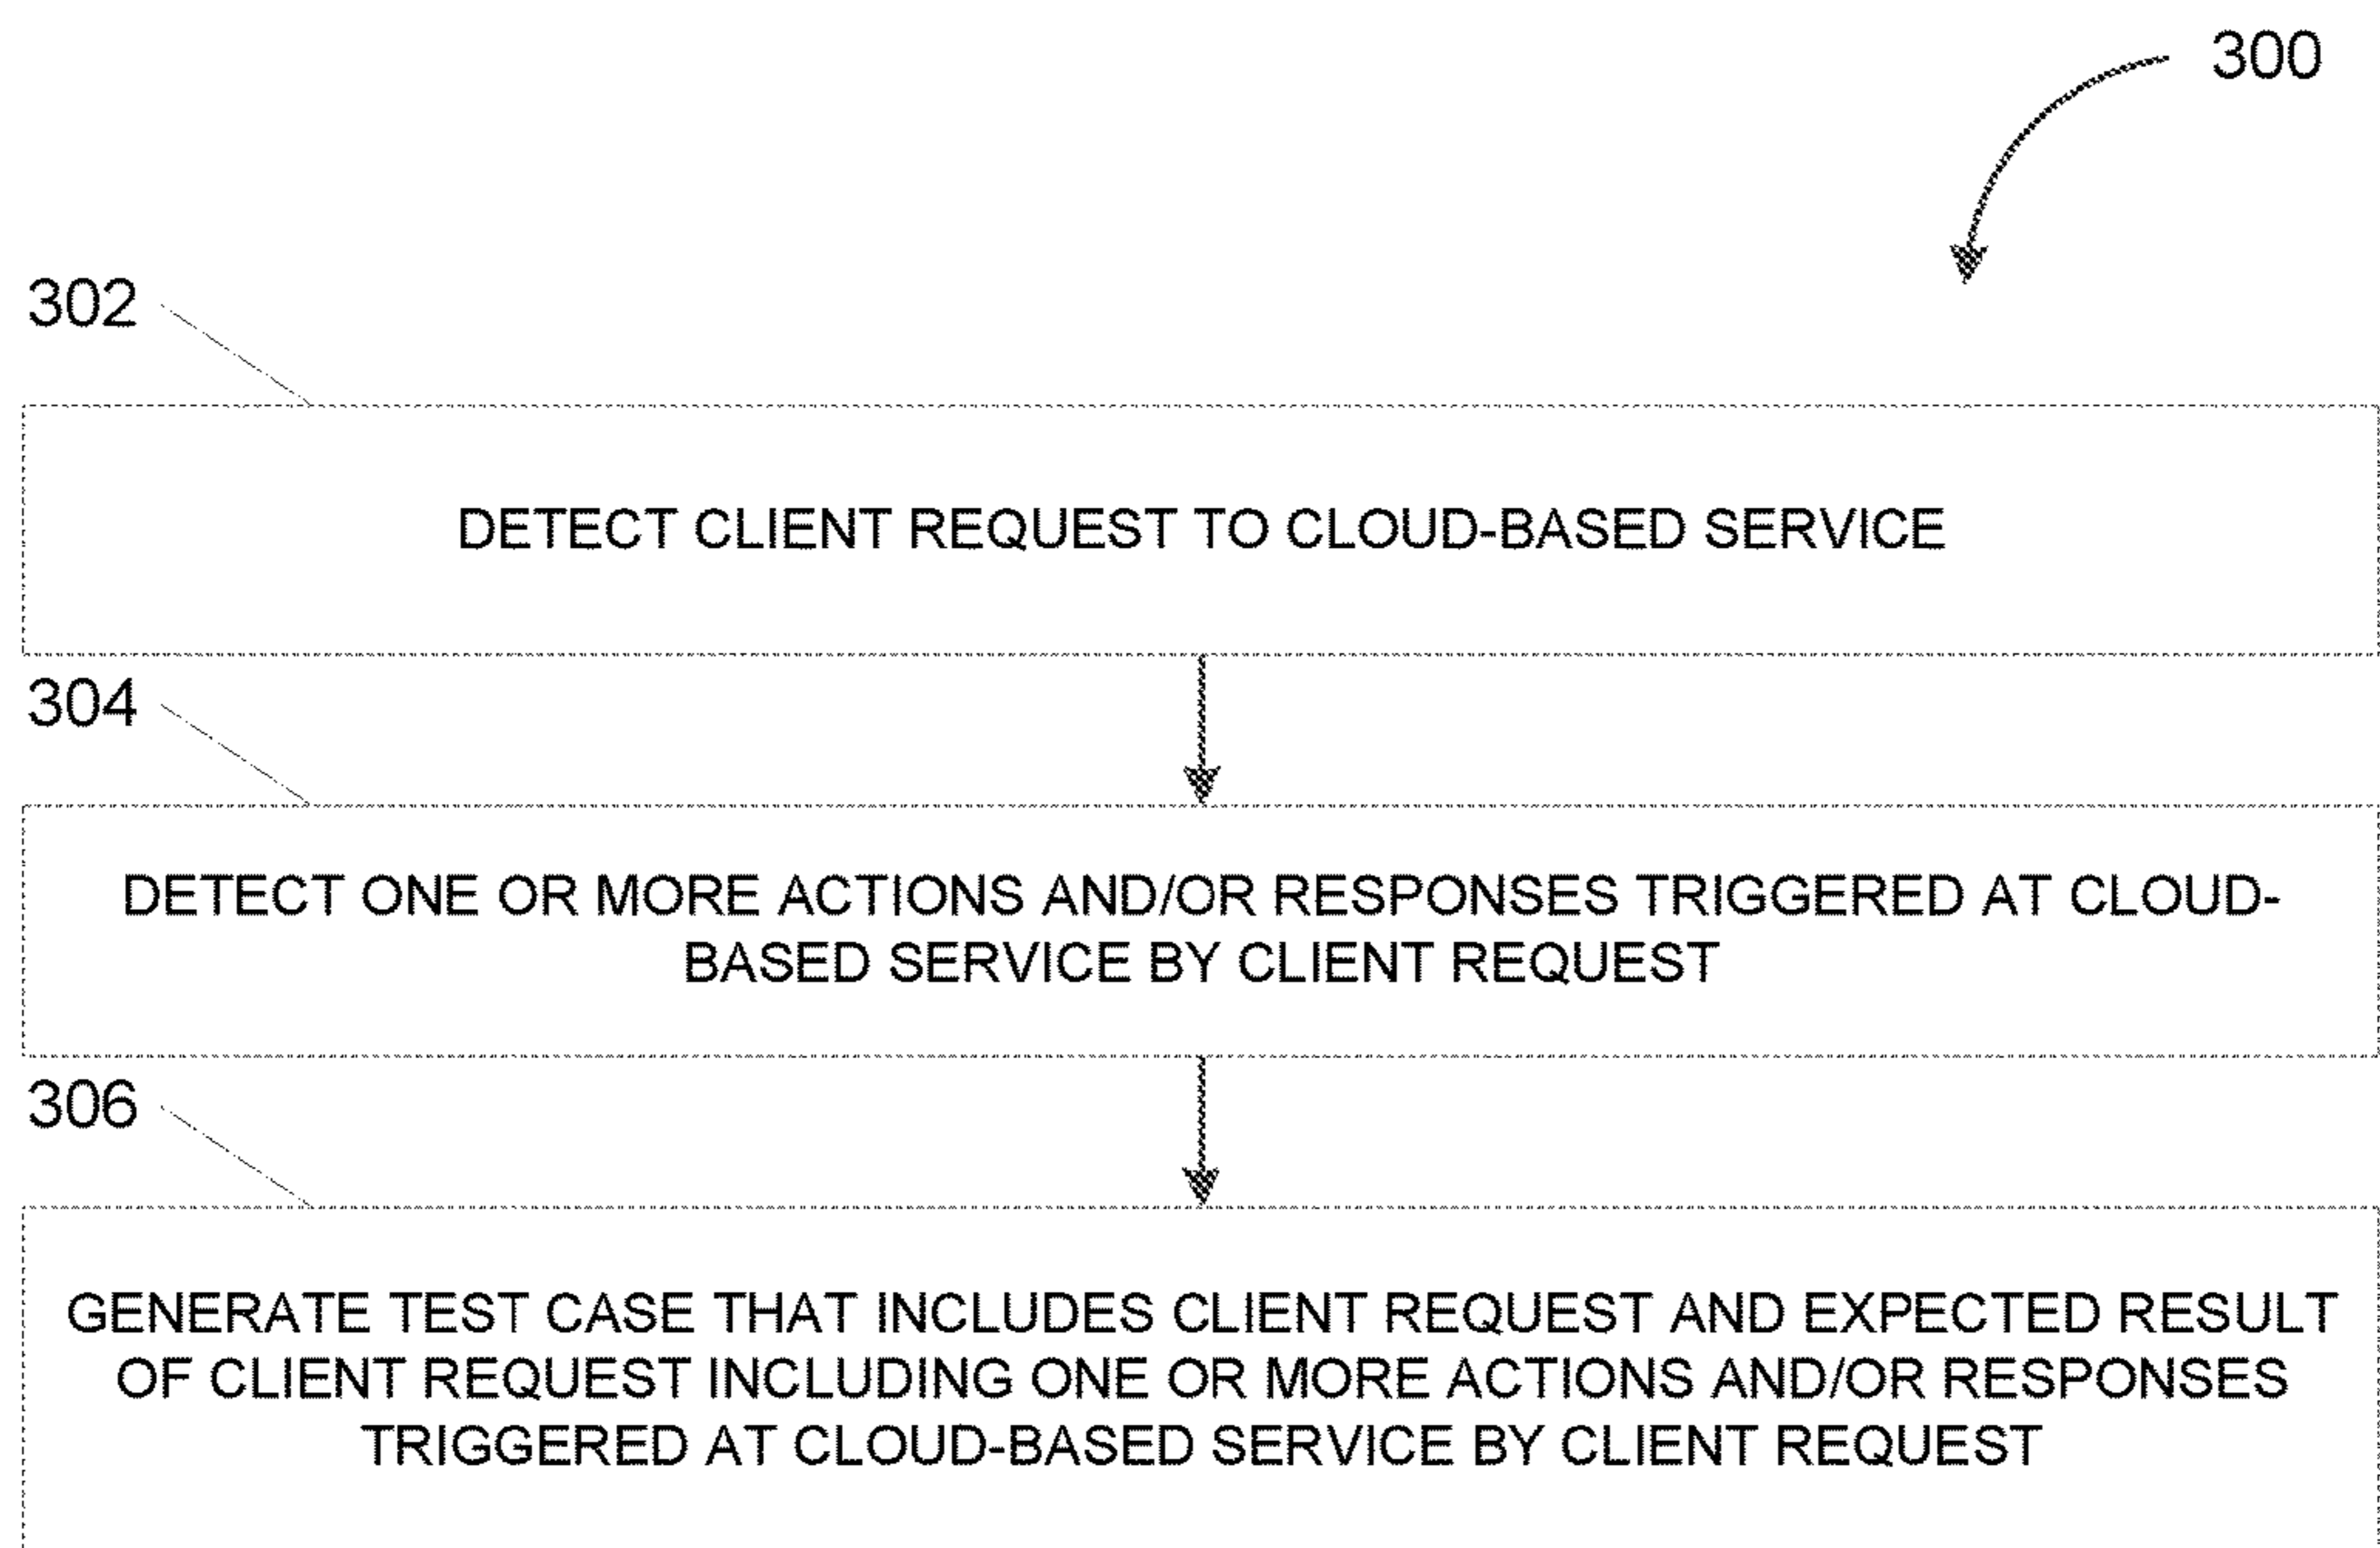 300
302
DETECT CLIENT REQUEST TO CLOUD-BASED SERVICE
304
DETECT ONE OR MORE ACTIONS AND/OR RESPONSES TRIGGERED AT CLOUD-
BASED SERVICE BY CLIENT REQUEST
306
GENERATE TEST CASE THAT INCLUDES CLIENT REQUEST AND EXPECTED RESULT
OF CLIENT REQUEST INCLUDING ONE OR MORE ACTIONS AND/OR RESPONSES
TRIGGERED AT CLOUD-BASED SERVICE BY CLIENT REQUEST